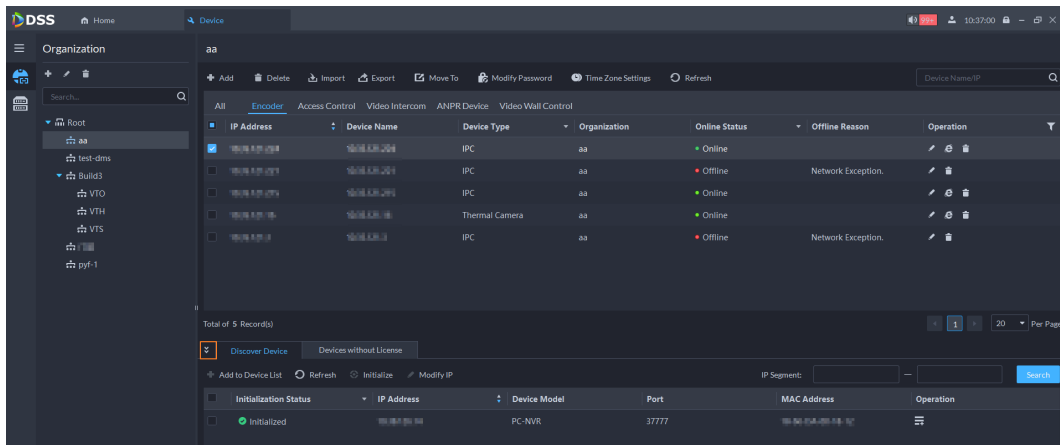 DSS Home Device 99+ 10:37:00
Organization aa
Add Delete Import Export Move To Modify Password Time Zone Settings Refresh Device Name/IP
Search...
All Encoder Access Control Video Intercom ANPR Device Video Wall Control
Root
IP Address Device Name Device Type Organization Online Status Offline Reason Operation
aa
IPC aa Online
test-dms
IPC aa Offline Network Exception.
Build3
VTO
IPC aa Online
VTH
Thermal Camera aa Online
VTS
IPC aa Offline Network Exception.
pyf-1
Total of 5 Record(s) 1 20 Per Page
Discover Device Devices without License
Add to Device List Refresh Initialize Modify IP IP Segment: — Search
Initialization Status IP Address Device Model Port MAC Address Operation
Initialized PC-NVR 37777